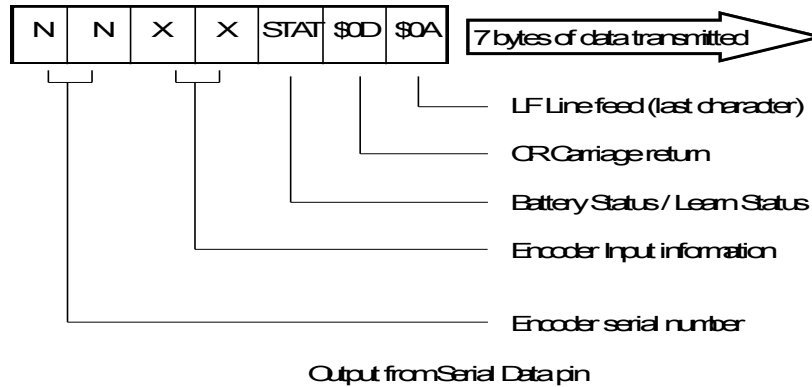 N N X X STAT $0D $0A 7 bytes of data transmitted
LF Line feed (last character)
CR Carriage return
Battery Status / Learn Status
Encoder Input information
Encoder serial number
Output from Serial Data pin